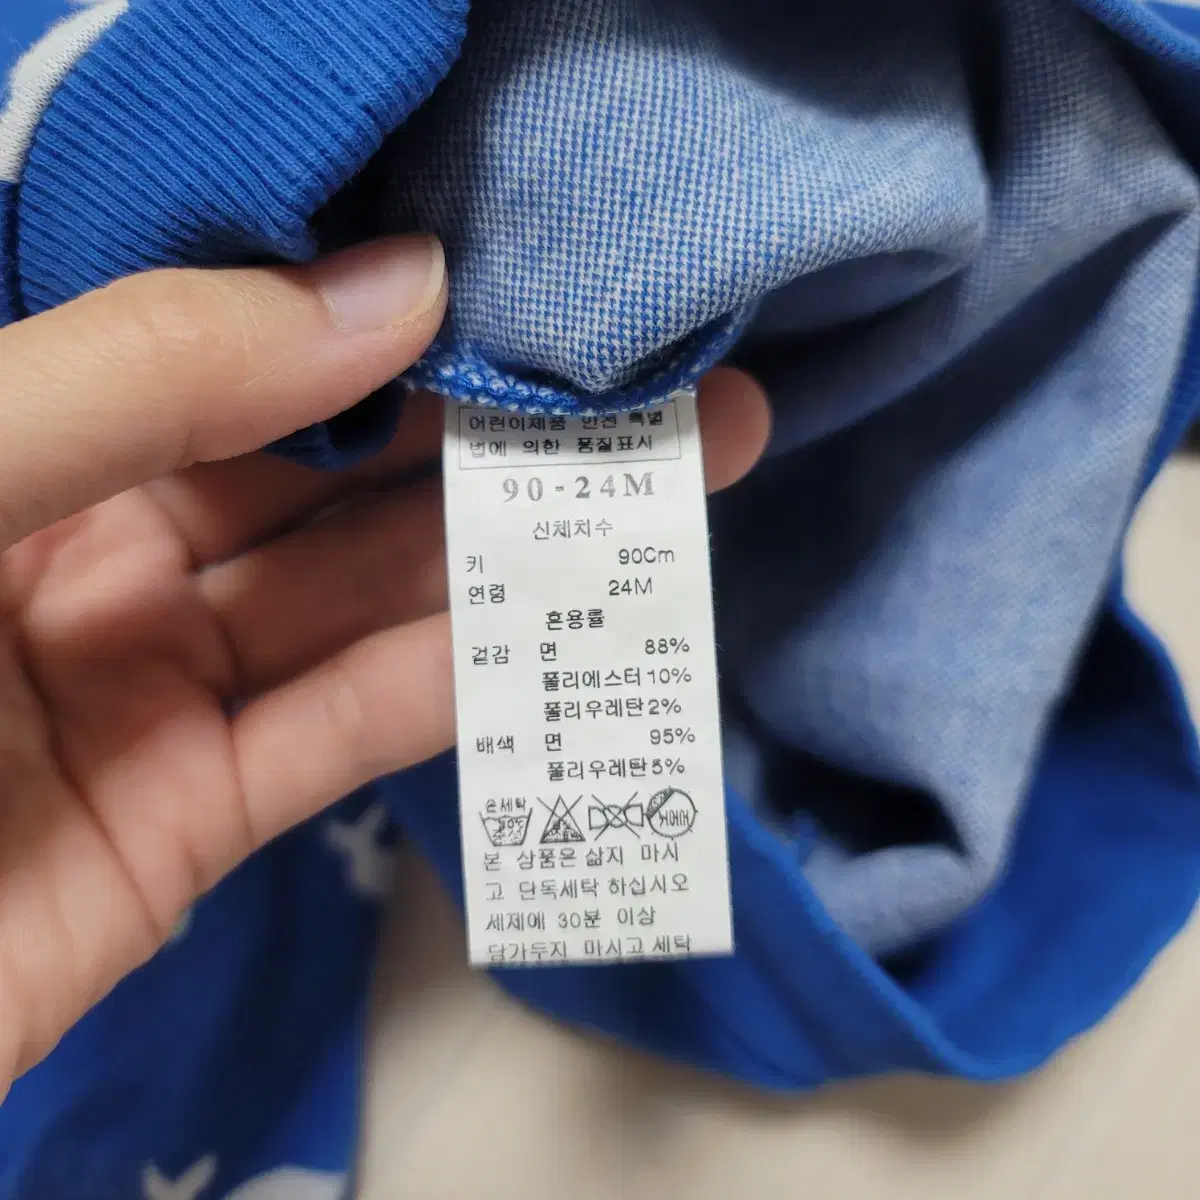 어린이제품 안전 특별
법에 의한 품질표시
90-24M
신체치수
키 90Cm
연령 24M
혼용률
겉감 면 88%
폴리에스터 10%
폴리우레탄 2%
배색 면 95%
폴리우레탄 5%
손세탁
30℃
중성
본 상품은 삶지 마시
고 단독세탁 하십시오
세제에 30분 이상
담가두지 마시고 세탁